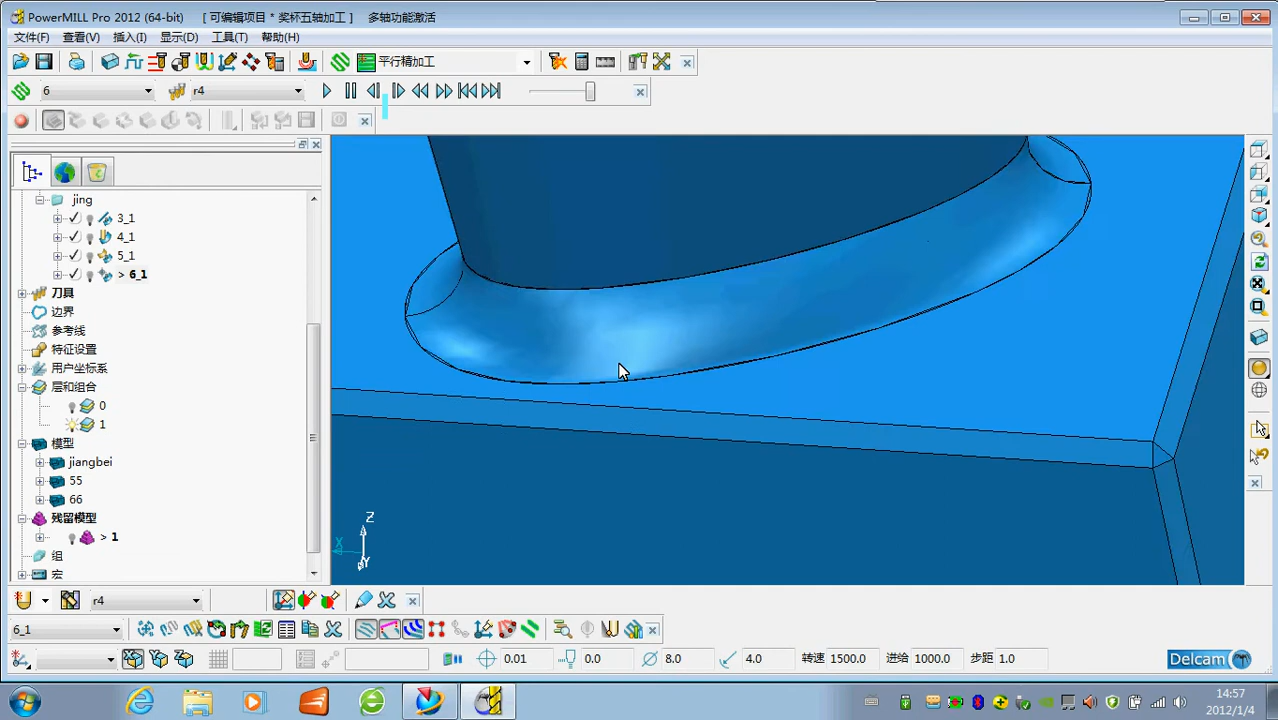 PowerMILL Pro 2012 (64-bit) [ 可编辑项目 * 奖杯五轴加工 ] 多轴功能激活
文件(F) 查看(V) 插入(I) 显示(D) 工具(T) 帮助(H)
平行精加工
6 r4
jing
3_1
4_1
5_1
> 6_1
刀具
边界
参考线
特征设置
用户坐标系
层和组合
0
1
模型
jiangbei
55
66
残留模型
> 1
组
宏
Z
X
Y
r4
6_1
0.01 0.0 8.0 4.0 转速 1500.0 进给 1000.0 步距 1.0
Delcam
14:57
2012/1/4